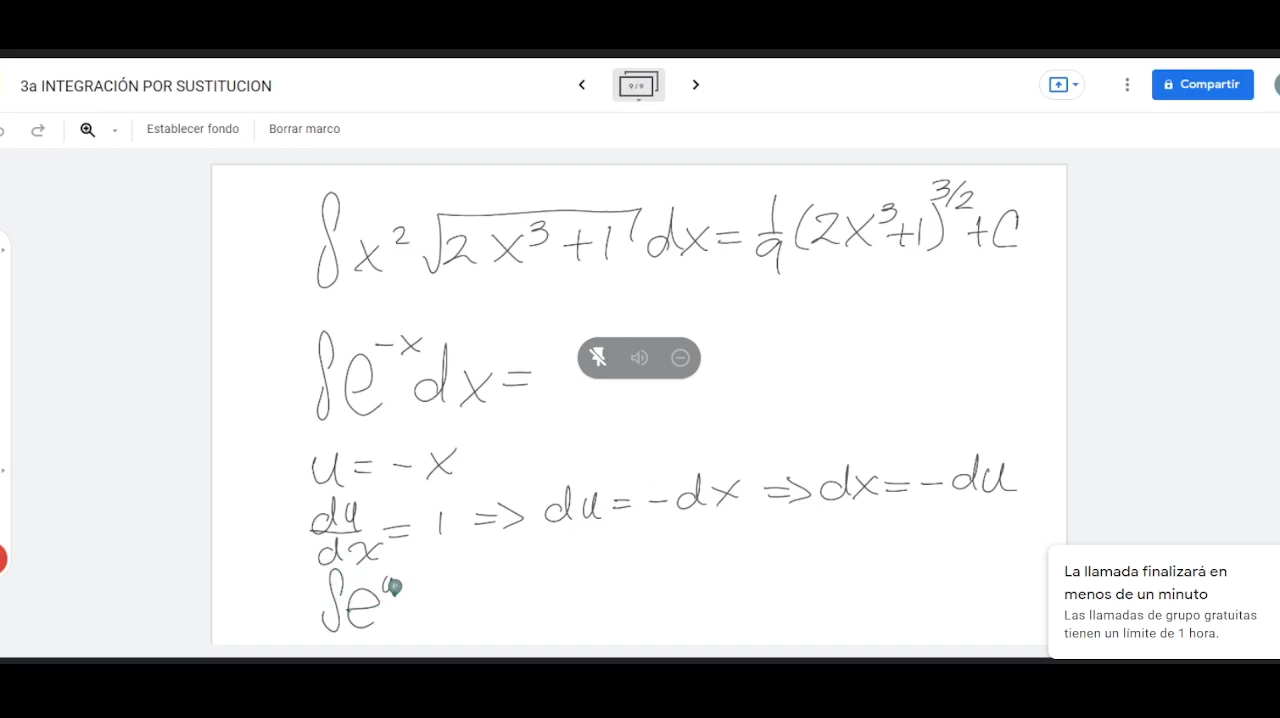 3a INTEGRACIÓN POR SUSTITUCION
9/9
Compartir
Establecer fondo
Borrar marco
∫x²√(2x³+1) dx = 1/9 (2x³+1)^3/2 + C
∫e^-x dx =
u = -x
du/dx = 1 => du = -dx => dx = -du
∫e^u
La llamada finalizará en
menos de un minuto
Las llamadas de grupo gratuitas
tienen un límite de 1 hora.